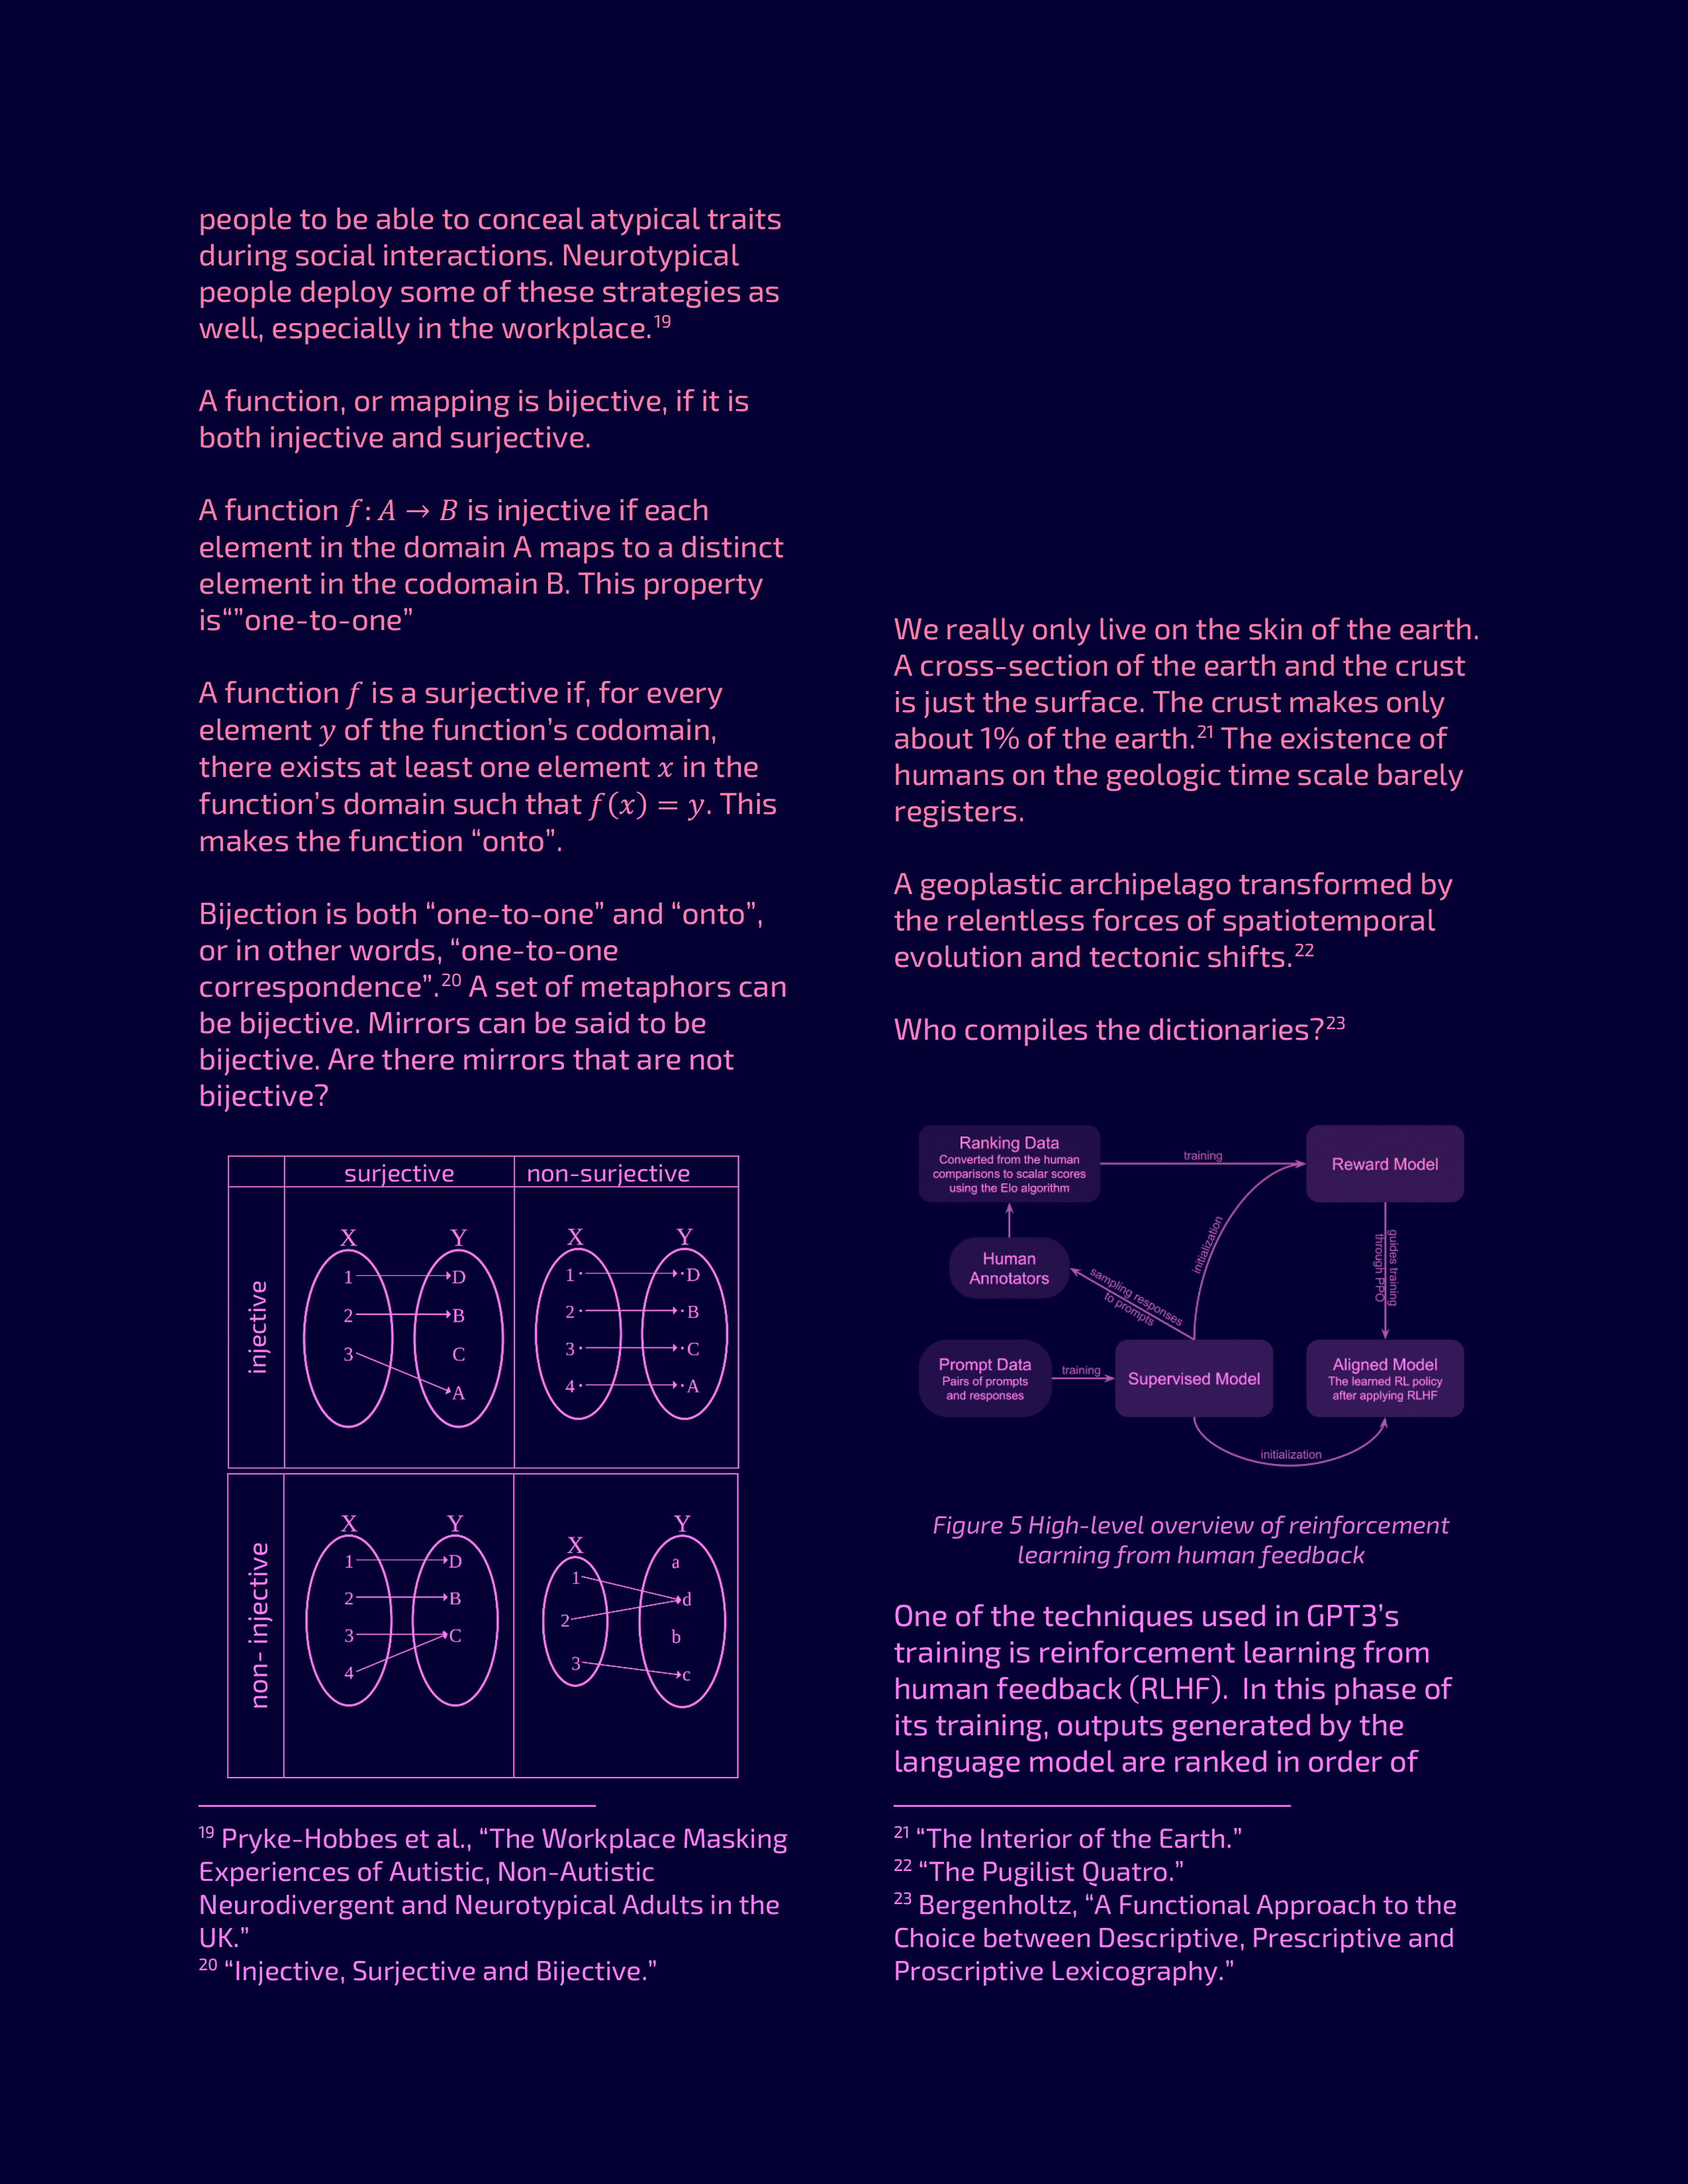 people to be able to conceal atypical traits
during social interactions. Neurotypical
people deploy some of these strategies as
well, especially in the workplace.19
A function, or mapping is bijective, if it is
both injective and surjective.
A function f: A → B is injective if each
element in the domain A maps to a distinct
element in the codomain B. This property
is“”one-to-one”
A function f is a surjective if, for every
element y of the function’s codomain,
there exists at least one element x in the
function’s domain such that f(x) = y. This
makes the function “onto”.
Bijection is both “one-to-one” and “onto”,
or in other words, “one-to-one
correspondence”.20 A set of metaphors can
be bijective. Mirrors can be said to be
bijective. Are there mirrors that are not
bijective?
surjective non-surjective
injective
X Y
1 D
2 B
3 C
A
X Y
1 D
2 B
3 C
4 A
non- injective
X Y
1 D
2 B
3 C
4
X Y
1 a
2 d
3 b
c
19 Pryke-Hobbes et al., “The Workplace Masking
Experiences of Autistic, Non-Autistic
Neurodivergent and Neurotypical Adults in the
UK.”
20 “Injective, Surjective and Bijective.”
We really only live on the skin of the earth.
A cross-section of the earth and the crust
is just the surface. The crust makes only
about 1% of the earth.21 The existence of
humans on the geologic time scale barely
registers.
A geoplastic archipelago transformed by
the relentless forces of spatiotemporal
evolution and tectonic shifts.22
Who compiles the dictionaries?23
Ranking Data
Converted from the human
comparisons to scalar scores
using the Elo algorithm
training
Reward Model
initialization
guides training
through PPO
Human
Annotators
sampling responses
to prompts
Prompt Data
Pairs of prompts
and responses
training
Supervised Model
Aligned Model
The learned RL policy
after applying RLHF
initialization
Figure 5 High-level overview of reinforcement
learning from human feedback
One of the techniques used in GPT3’s
training is reinforcement learning from
human feedback (RLHF). In this phase of
its training, outputs generated by the
language model are ranked in order of
21 “The Interior of the Earth.”
22 “The Pugilist Quatro.”
23 Bergenholtz, “A Functional Approach to the
Choice between Descriptive, Prescriptive and
Proscriptive Lexicography.”